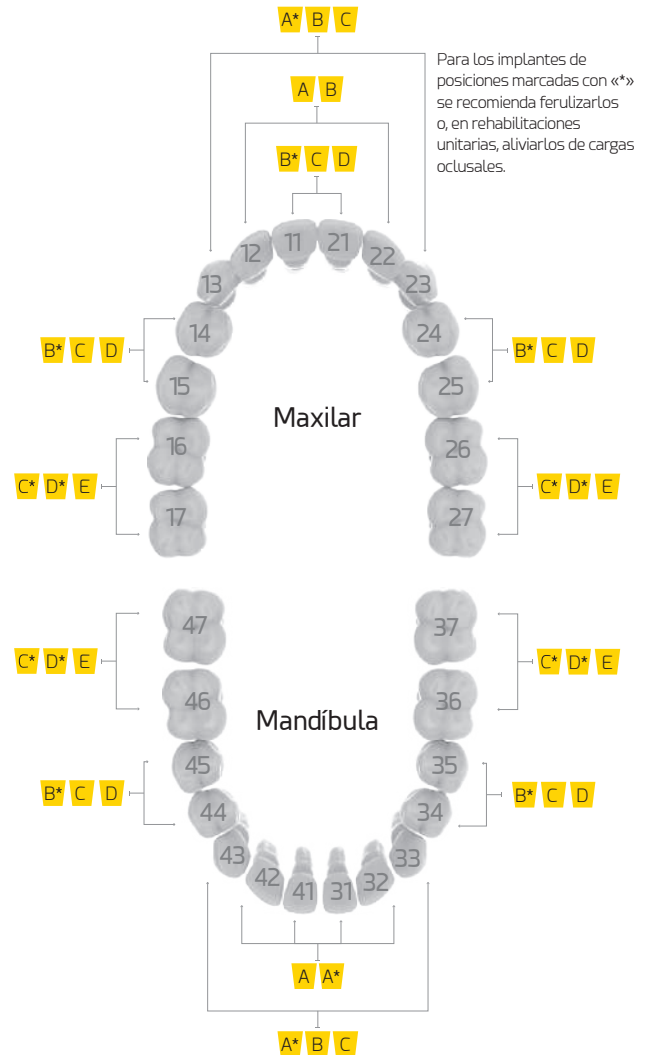 A* B C
Para los implantes de
posiciones marcadas con «*»
se recomienda ferulizarlos
o, en rehabilitaciones
unitarias, aliviarlos de cargas
oclusales.
A B
B* C D
11 21
12 22
13 23
14 24
B* C D B* C D
15 25
Maxilar
16 26
C* D* E C* D* E
17 27
47 37
C* D* E C* D* E
46 36
Mandíbula
45 35
B* C D B* C D
44 34
43 33
42 32
41 31
A A*
A* B C